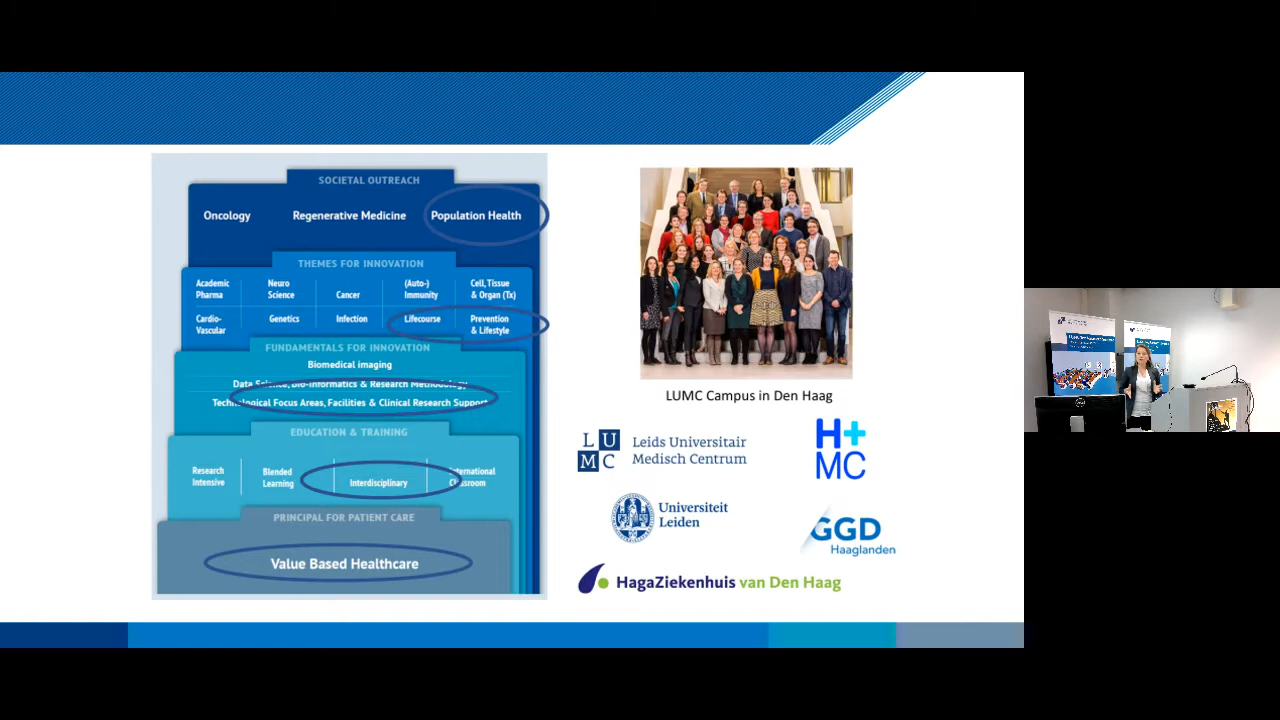 SOCIETAL OUTREACH
Oncology
Regenerative Medicine
Population Health
THEMES FOR INNOVATION
Academic
Pharma
Neuro
Science
Cancer
(Auto-)
Immunity
Cell, Tissue
& Organ (Tx)
Cardio-
Vascular
Genetics
Infection
Lifecourse
Prevention
& Lifestyle
FUNDAMENTALS FOR INNOVATION
Biomedical imaging
Data Science, Bio-informatics & Research Methodology
Technological Focus Areas, Facilities & Clinical Research Support
EDUCATION & TRAINING
Research
Intensive
Blended
Learning
Interdisciplinary
International
Classroom
PRINCIPAL FOR PATIENT CARE
Value Based Healthcare
LUMC Campus in Den Haag
L U
M C
Leids Universitair
Medisch Centrum
H+
MC
Universiteit
Leiden
GGD
Haaglanden
HagaZiekenhuis van Den Haag